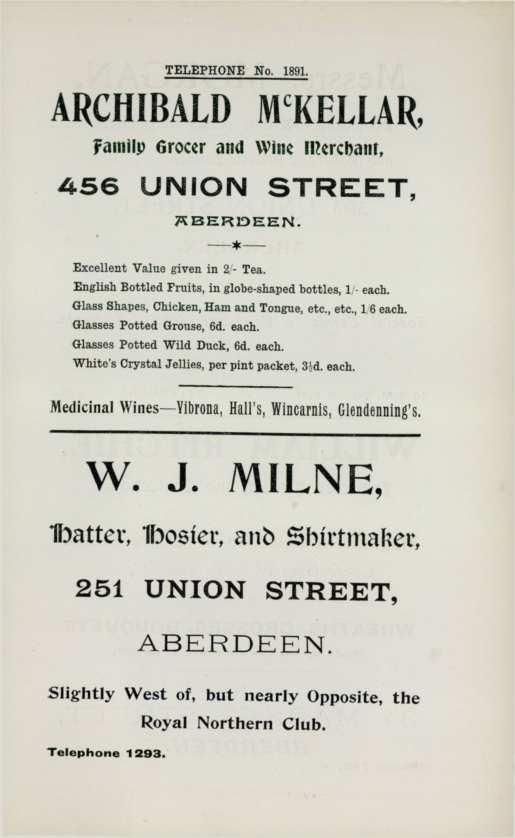 TELEPHONE No. 1891.
ARCHIBALD McKELLAR,
Family Grocer and Wine Merchant,
456 UNION STREET,
ABERDEEN.
Excellent Value given in 2/- Tea.
English Bottled Fruits, in globe-shaped bottles, 1/- each.
Glass Shapes, Chicken, Ham and Tongue, etc., etc., 1/6 each.
Glasses Potted Grouse, 6d. each.
Glasses Potted Wild Duck, 6d. each.
White's Crystal Jellies, per pint packet, 3½d. each.
Medicinal Wines—Vibrona, Hall's, Wincarnis, Glendenning's.
W. J. MILNE,
Hatter, Hosier, and Shirtmaker,
251 UNION STREET,
ABERDEEN.
Slightly West of, but nearly Opposite, the
Royal Northern Club.
Telephone 1293.